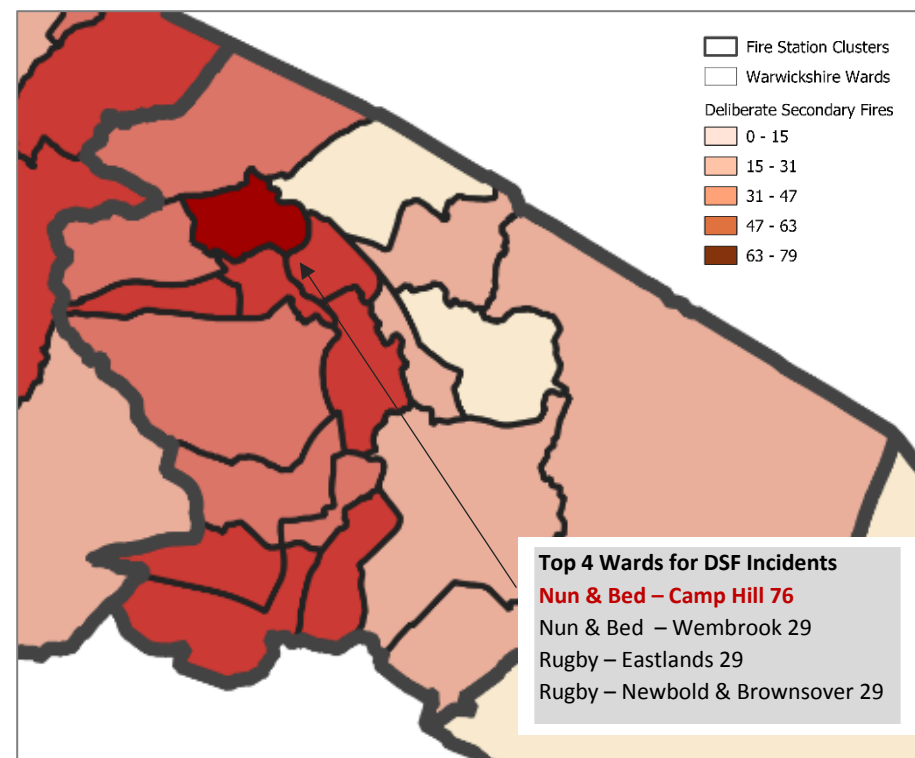 Fire Station Clusters
Warwickshire Wards
Deliberate Secondary Fires
0 - 15
15 - 31
31 - 47
47 - 63
63 - 79
Top 4 Wards for DSF Incidents
Nun & Bed – Camp Hill 76
Nun & Bed – Wembrook 29
Rugby – Eastlands 29
Rugby – Newbold & Brownsover 29